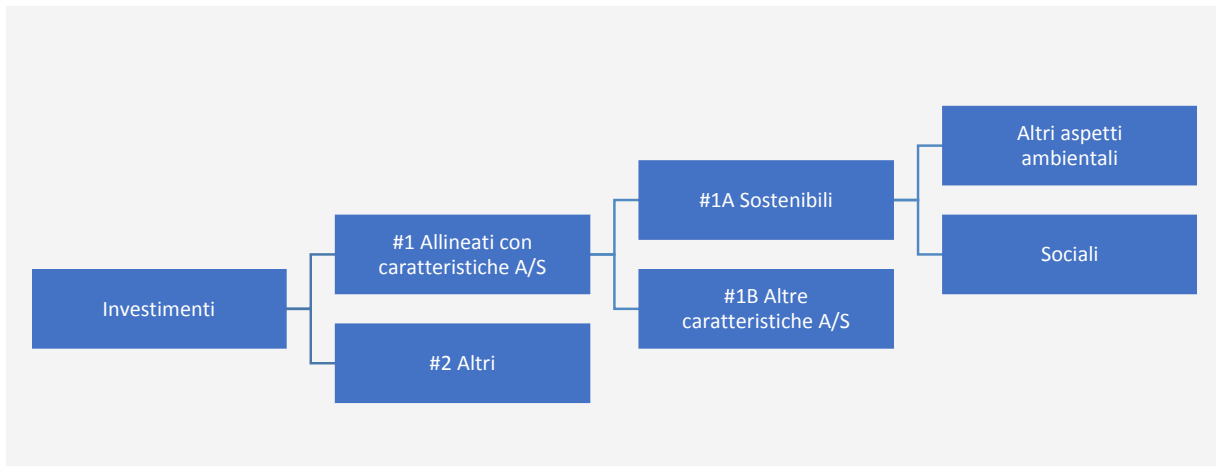 Investimenti
#1 Allineati con
caratteristiche A/S
#2 Altri
#1A Sostenibili
#1B Altre
caratteristiche A/S
Altri aspetti
ambientali
Sociali